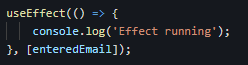 useEffect(() => {
    console.log('Effect running');
}, [enteredEmail]);